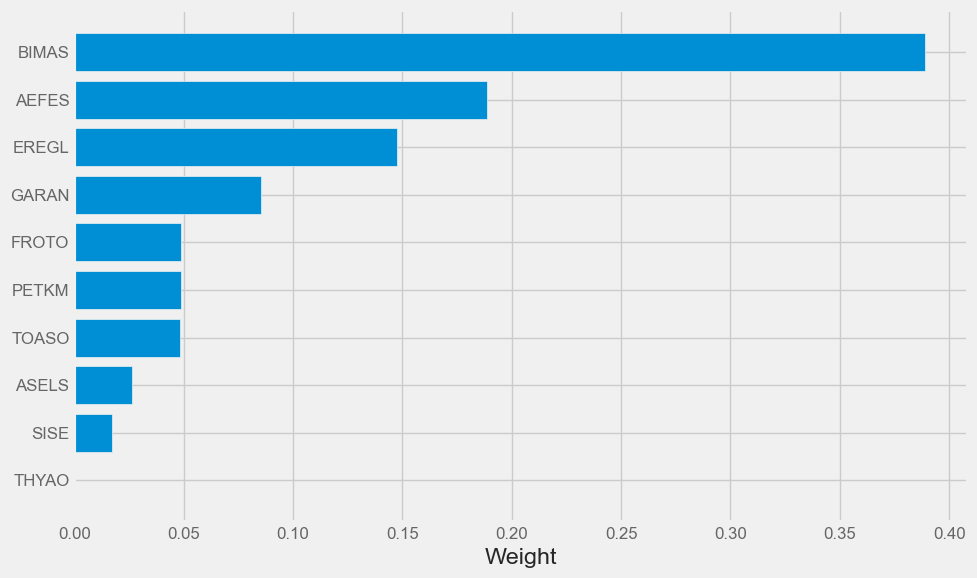 BIMAS
AEFES
EREGL
GARAN
FROTO
PETKM
TOASO
ASELS
SISE
THYAO
0.00 0.05 0.10 0.15 0.20 0.25 0.30 0.35 0.40
Weight